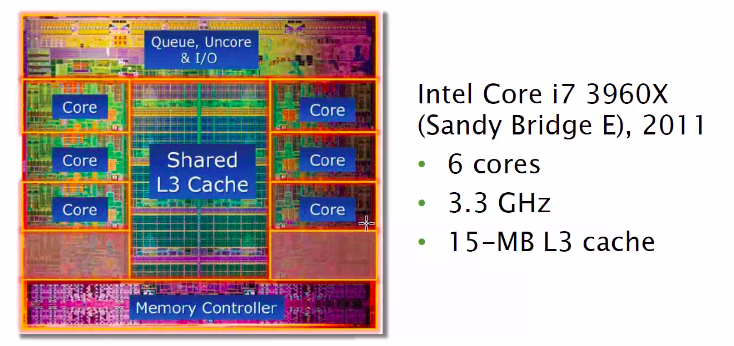 Queue, Uncore
& I/O
Core
Core
Core
Core
Core
Core
Shared
L3 Cache
Memory Controller
Intel Core i7 3960X
(Sandy Bridge E), 2011
• 6 cores
• 3.3 GHz
• 15-MB L3 cache